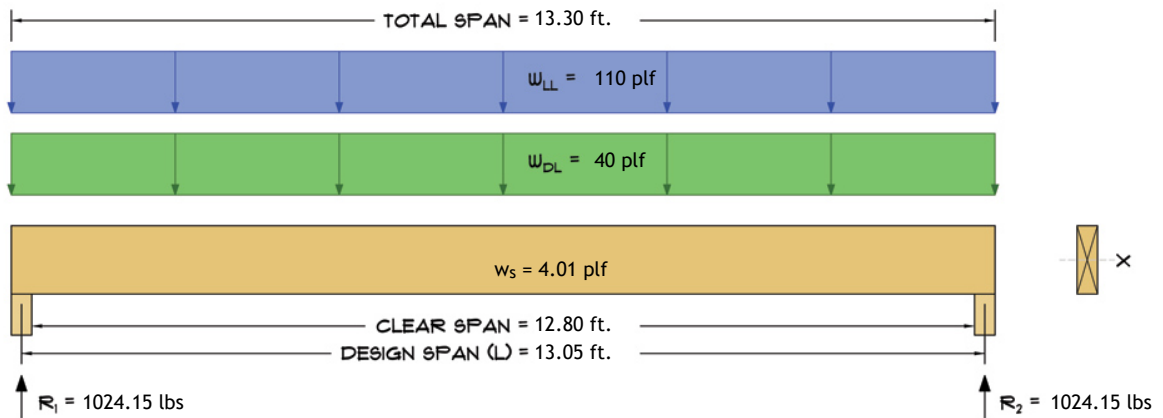 TOTAL SPAN = 13.30 ft.
wLL = 110 plf
wDL = 40 plf
ws = 4.01 plf
X
CLEAR SPAN = 12.80 ft.
DESIGN SPAN (L) = 13.05 ft.
R1 = 1024.15 lbs
R2 = 1024.15 lbs